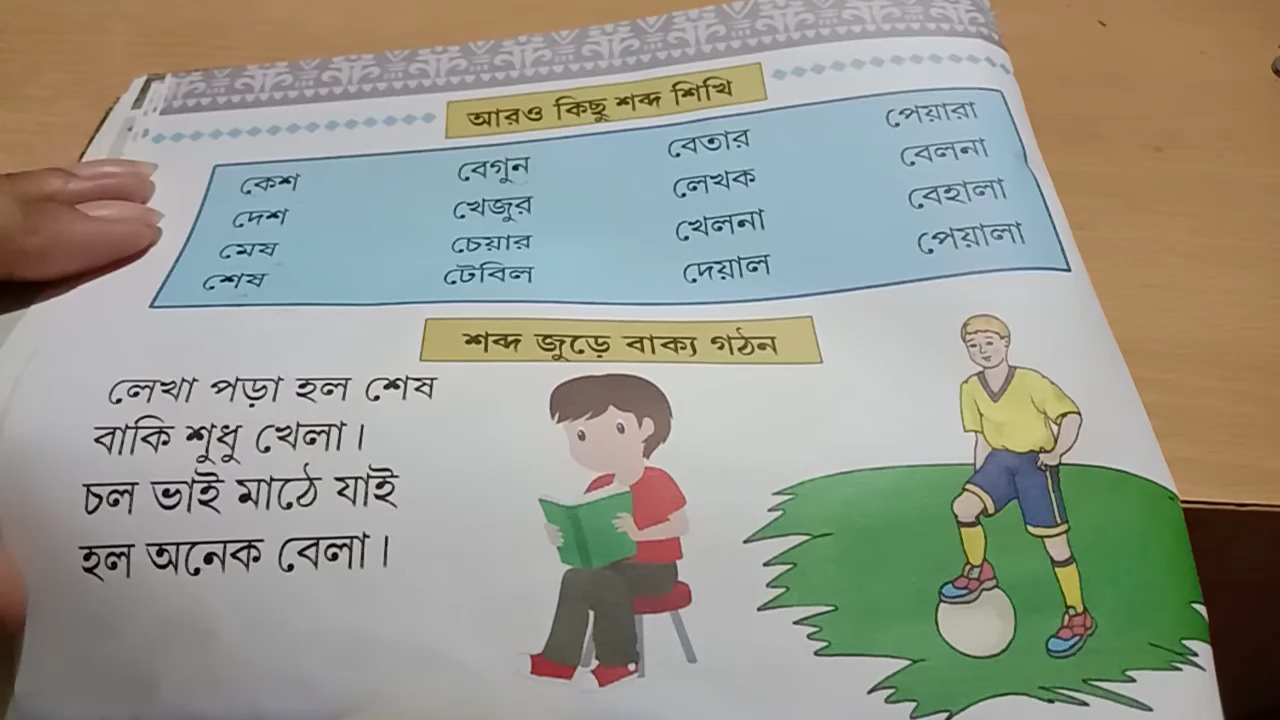 আরও কিছু শব্দ শিখি
কেশ বেগুন বেতার পেয়ারা
দেশ খেজুর লেখক বেলনা
মেষ চেয়ার খেলনা বেহালা
শেষ টেবিল দেয়াল পেয়ালা
শব্দ জুড়ে বাক্য গঠন
লেখা পড়া হল শেষ
বাকি শুধু খেলা।
চল ভাই মাঠে যাই
হল অনেক বেলা।